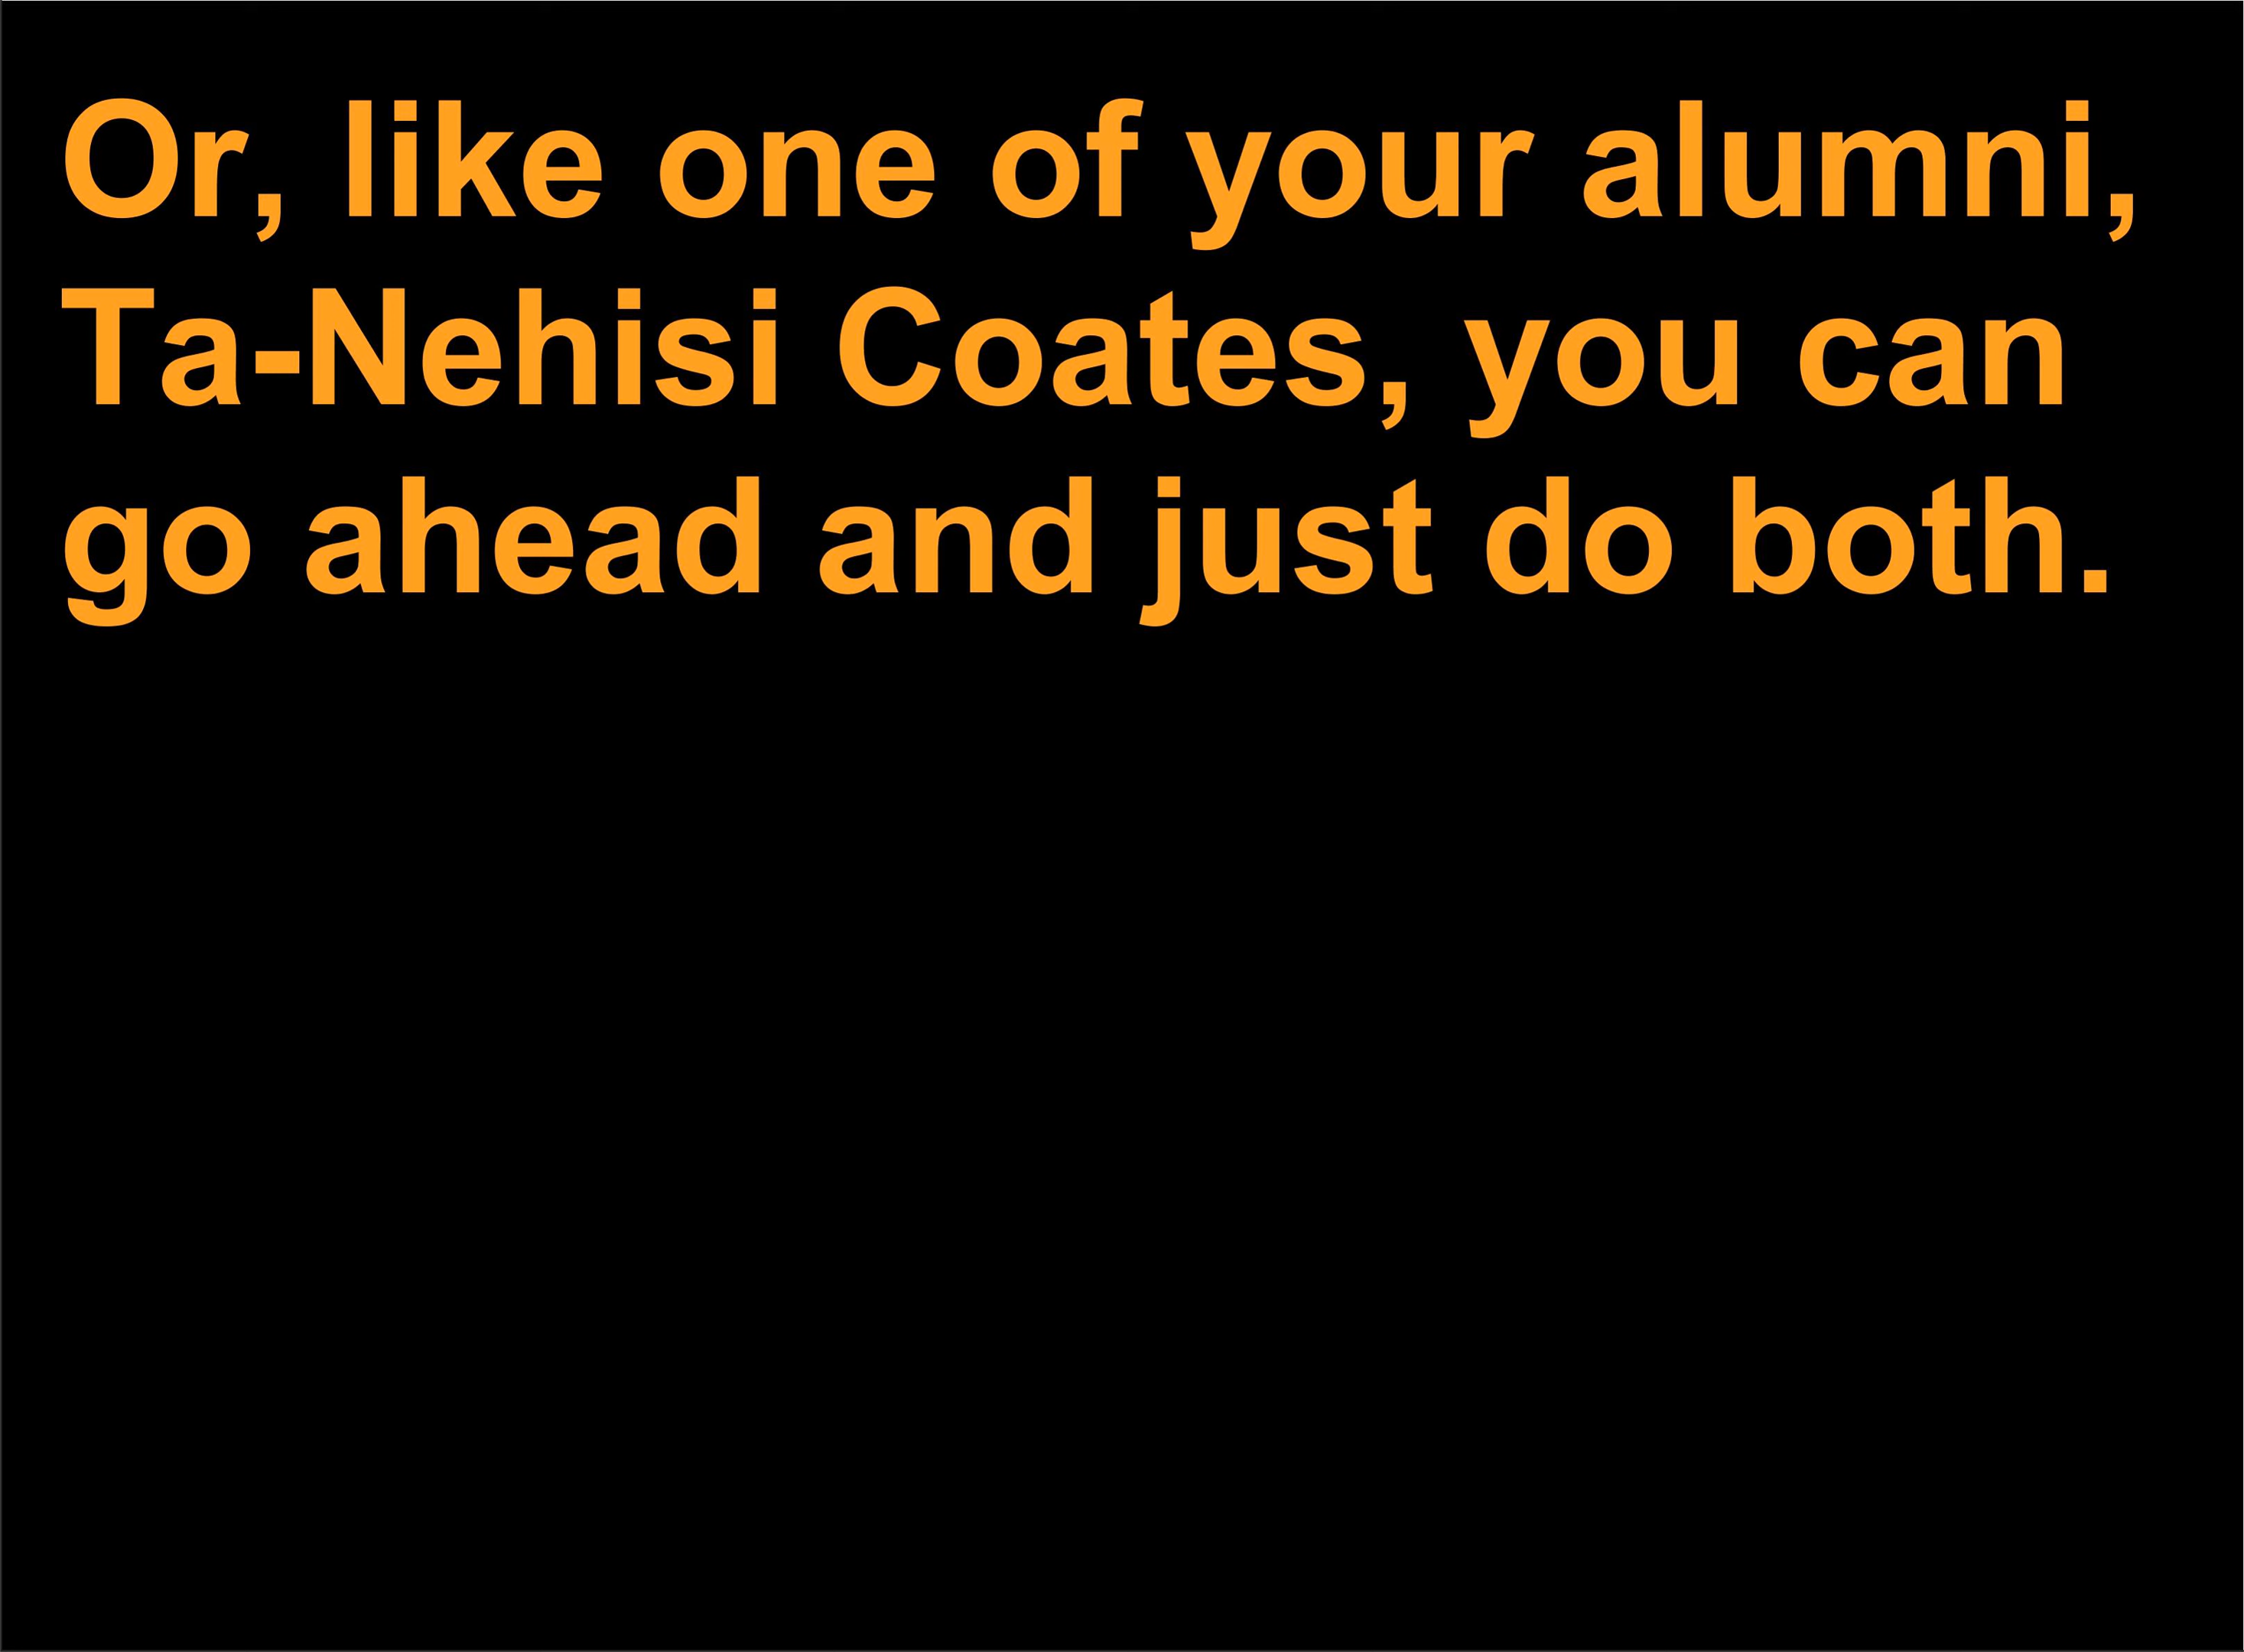 Or, like one of your alumni,
Ta-Nehisi Coates, you can
go ahead and just do both.